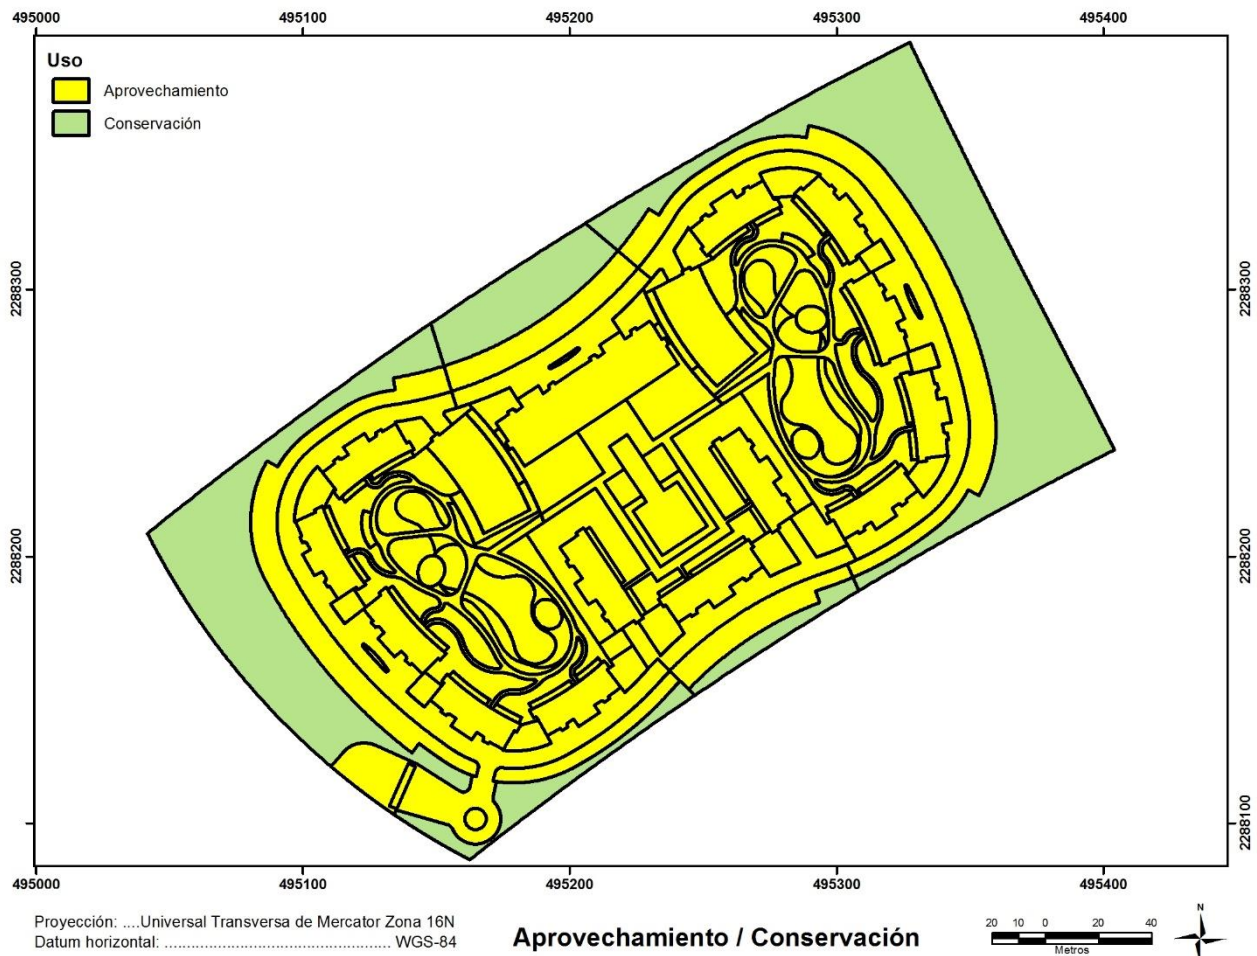 495000 495100 495200 495300 495400
Uso
Aprovechamiento
Conservación
2288300 2288300
2288200 2288200
2288100 2288100
495000 495100 495200 495300 495400
Proyección: ....Universal Transversa de Mercator Zona 16N
Datum horizontal: .................................................... WGS-84
Aprovechamiento / Conservación
20 10 0 20 40
Metros
N